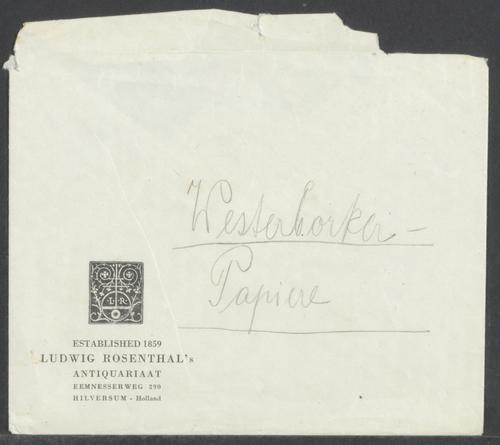 Westerborker-
Papiere
L R
ESTABLISHED 1859
LUDWIG ROSENTHAL's
ANTIQUARIAAT
EEMNESSERWEG 290
HILVERSUM - Holland